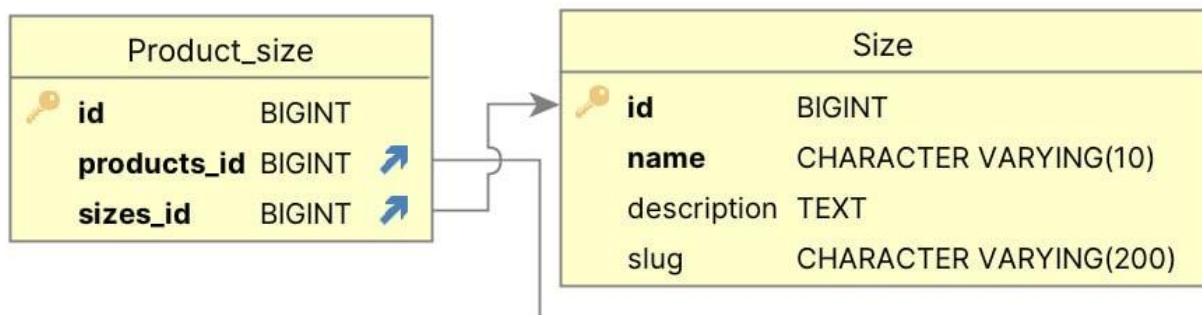 Product_size
id BIGINT
products_id BIGINT
sizes_id BIGINT
Size
id BIGINT
name CHARACTER VARYING(10)
description TEXT
slug CHARACTER VARYING(200)